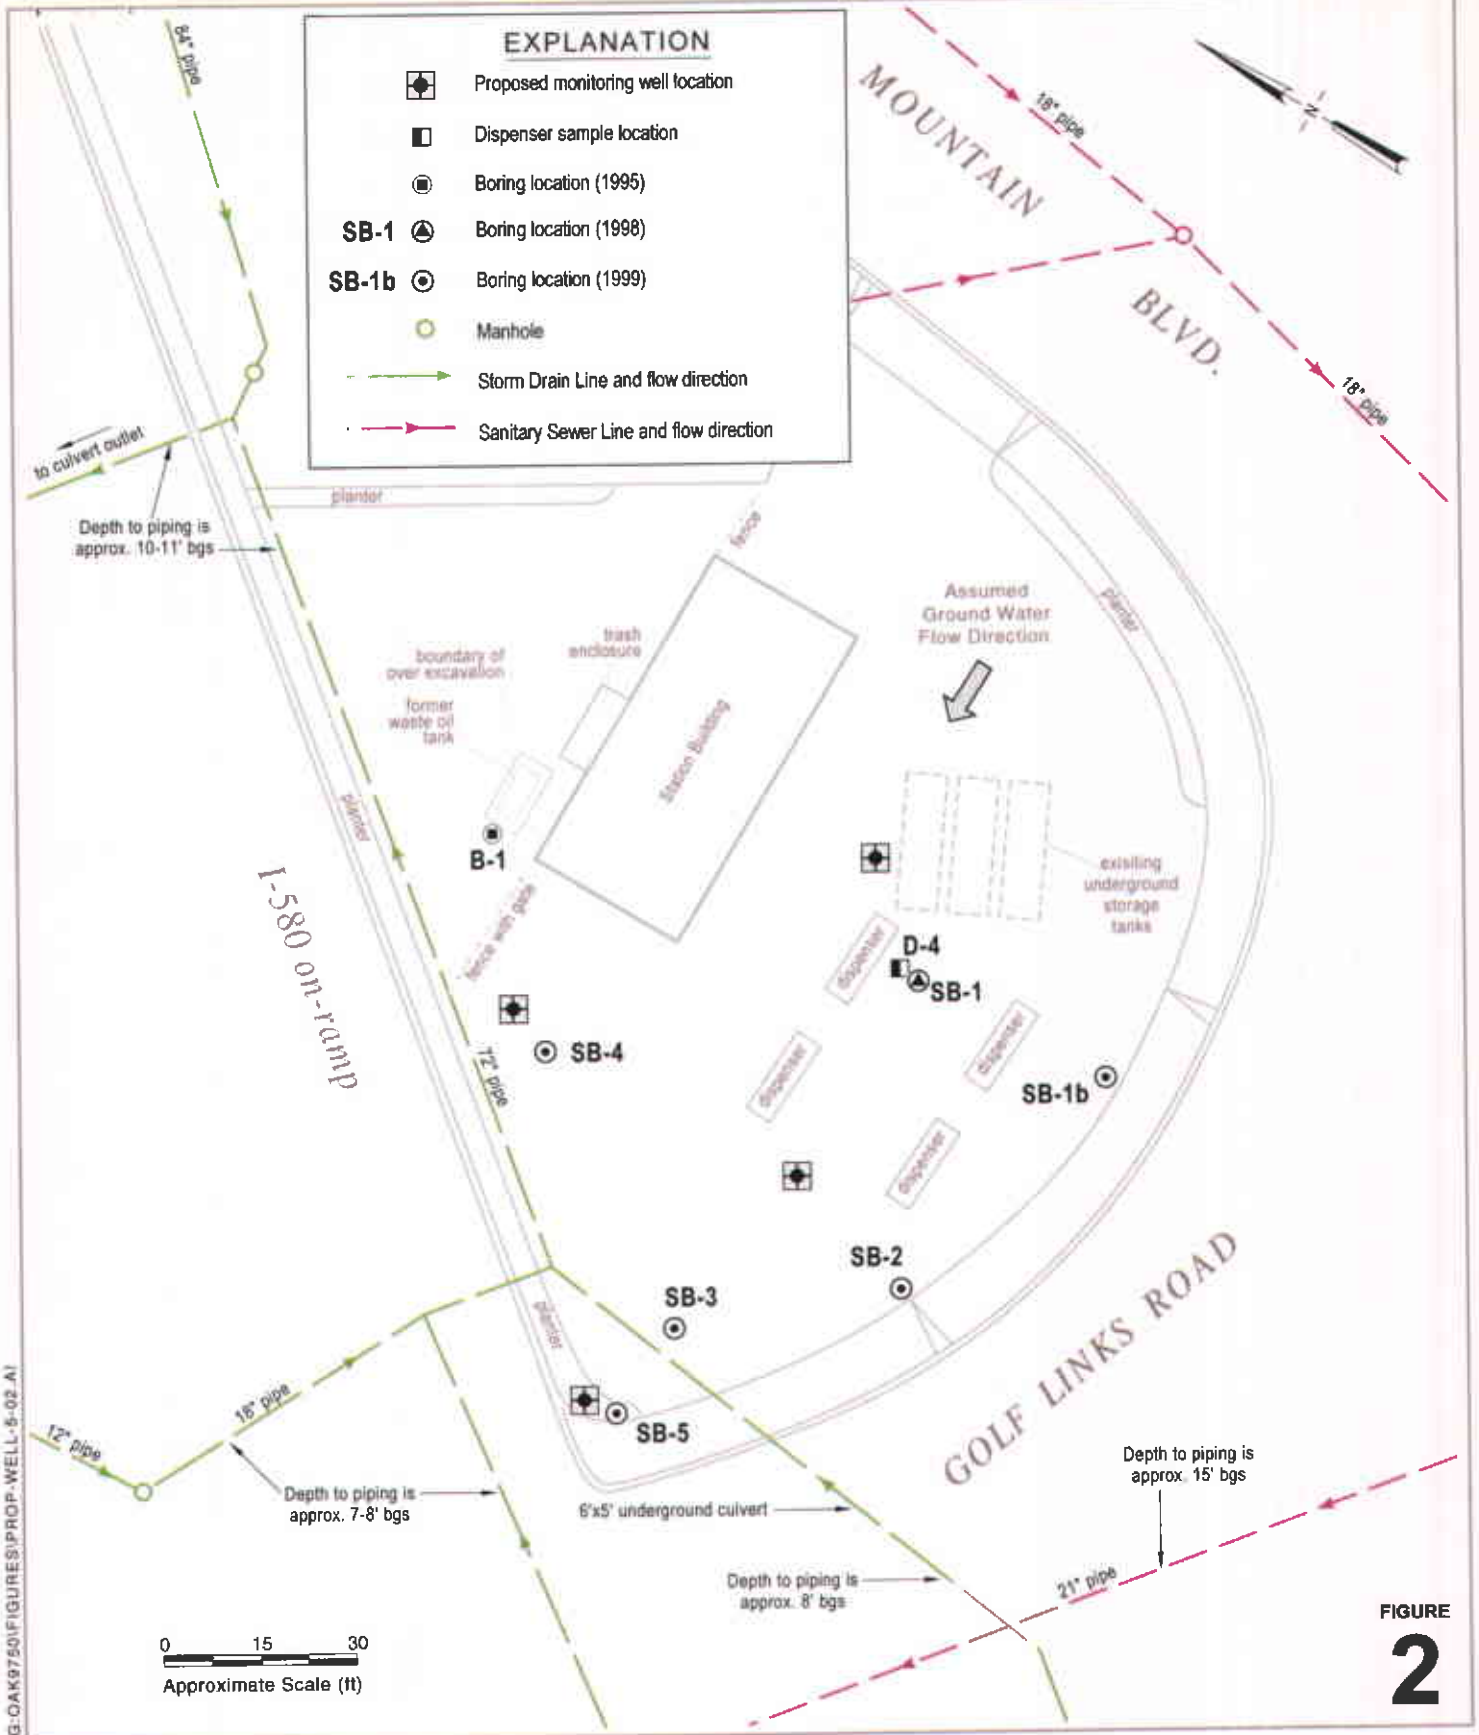 EXPLANATION
Proposed monitoring well location
Dispenser sample location
Boring location (1995)
SB-1
Boring location (1998)
SB-1b
Boring location (1999)
Manhole
Storm Drain Line and flow direction
Sanitary Sewer Line and flow direction
84" pipe
MOUNTAIN
BLVD.
18" pipe
18" pipe
N
to culvert outlet
Depth to piping is
approx. 10-11' bgs
planter
fence
Assumed
Ground Water
Flow Direction
planter
trash
enclosure
boundary of
over excavation
former
waste oil
tank
Station Building
planter
B-1
I-580 on-ramp
fence with gate
exisiting
underground
storage
tanks
dispenser
D-4
SB-1
dispenser
dispenser
dispenser
SB-1b
SB-4
72" pipe
SB-2
SB-3
planter
SB-5
GOLF LINKS ROAD
12" pipe
18" pipe
Depth to piping is
approx. 7-8' bgs
6'x5' underground culvert
Depth to piping is
approx. 15' bgs
Depth to piping is
approx. 8' bgs
21" pipe
0 15 30
Approximate Scale (ft)
FIGURE
2
G:\OAK9750\FIGURES\PROP-WELL-5-02.AI